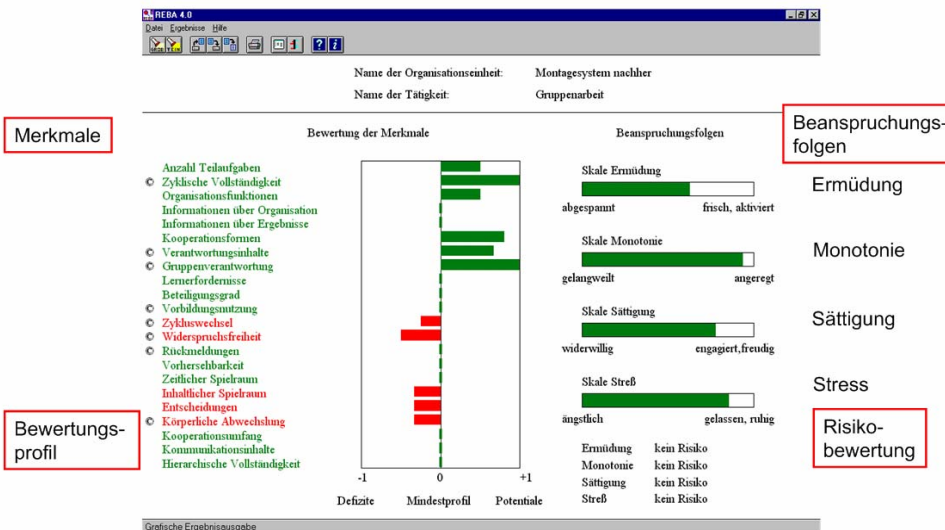 REBA 4.0
Datei Ergebnisse Hilfe
Name der Organisationseinheit: Montagesystem nachher
Name der Tätigkeit: Gruppenarbeit
Merkmale
Bewertung der Merkmale
Beanspruchungsfolgen
Beanspruchungs-
folgen
Anzahl Teilaufgaben
© Zyklische Vollständigkeit
Organisationsfunktionen
Informationen über Organisation
Informationen über Ergebnisse
Kooperationsformen
© Verantwortungsinhalte
© Gruppenverantwortung
Lernerfordernisse
Beteiligungsgrad
© Vorbildungsnutzung
© Zykluswechsel
© Widerspruchsfreiheit
© Rückmeldungen
Vorhersehbarkeit
Zeitlicher Spielraum
Inhaltlicher Spielraum
Entscheidungen
© Körperliche Abwechslung
Kooperationsumfang
Kommunikationsinhalte
Hierarchische Vollständigkeit
-1 0 +1
Defizite Mindestprofil Potentiale
Skale Ermüdung
abgespannt frisch, aktiviert
Ermüdung
Skale Monotonie
gelangweilt angeregt
Monotonie
Skale Sättigung
widerwillig engagiert,freudig
Sättigung
Skale Streß
ängstlich gelassen, ruhig
Stress
Ermüdung kein Risiko
Monotonie kein Risiko
Sättigung kein Risiko
Streß kein Risiko
Bewertungs-
profil
Risiko-
bewertung
Grafische Ergebnisausgabe